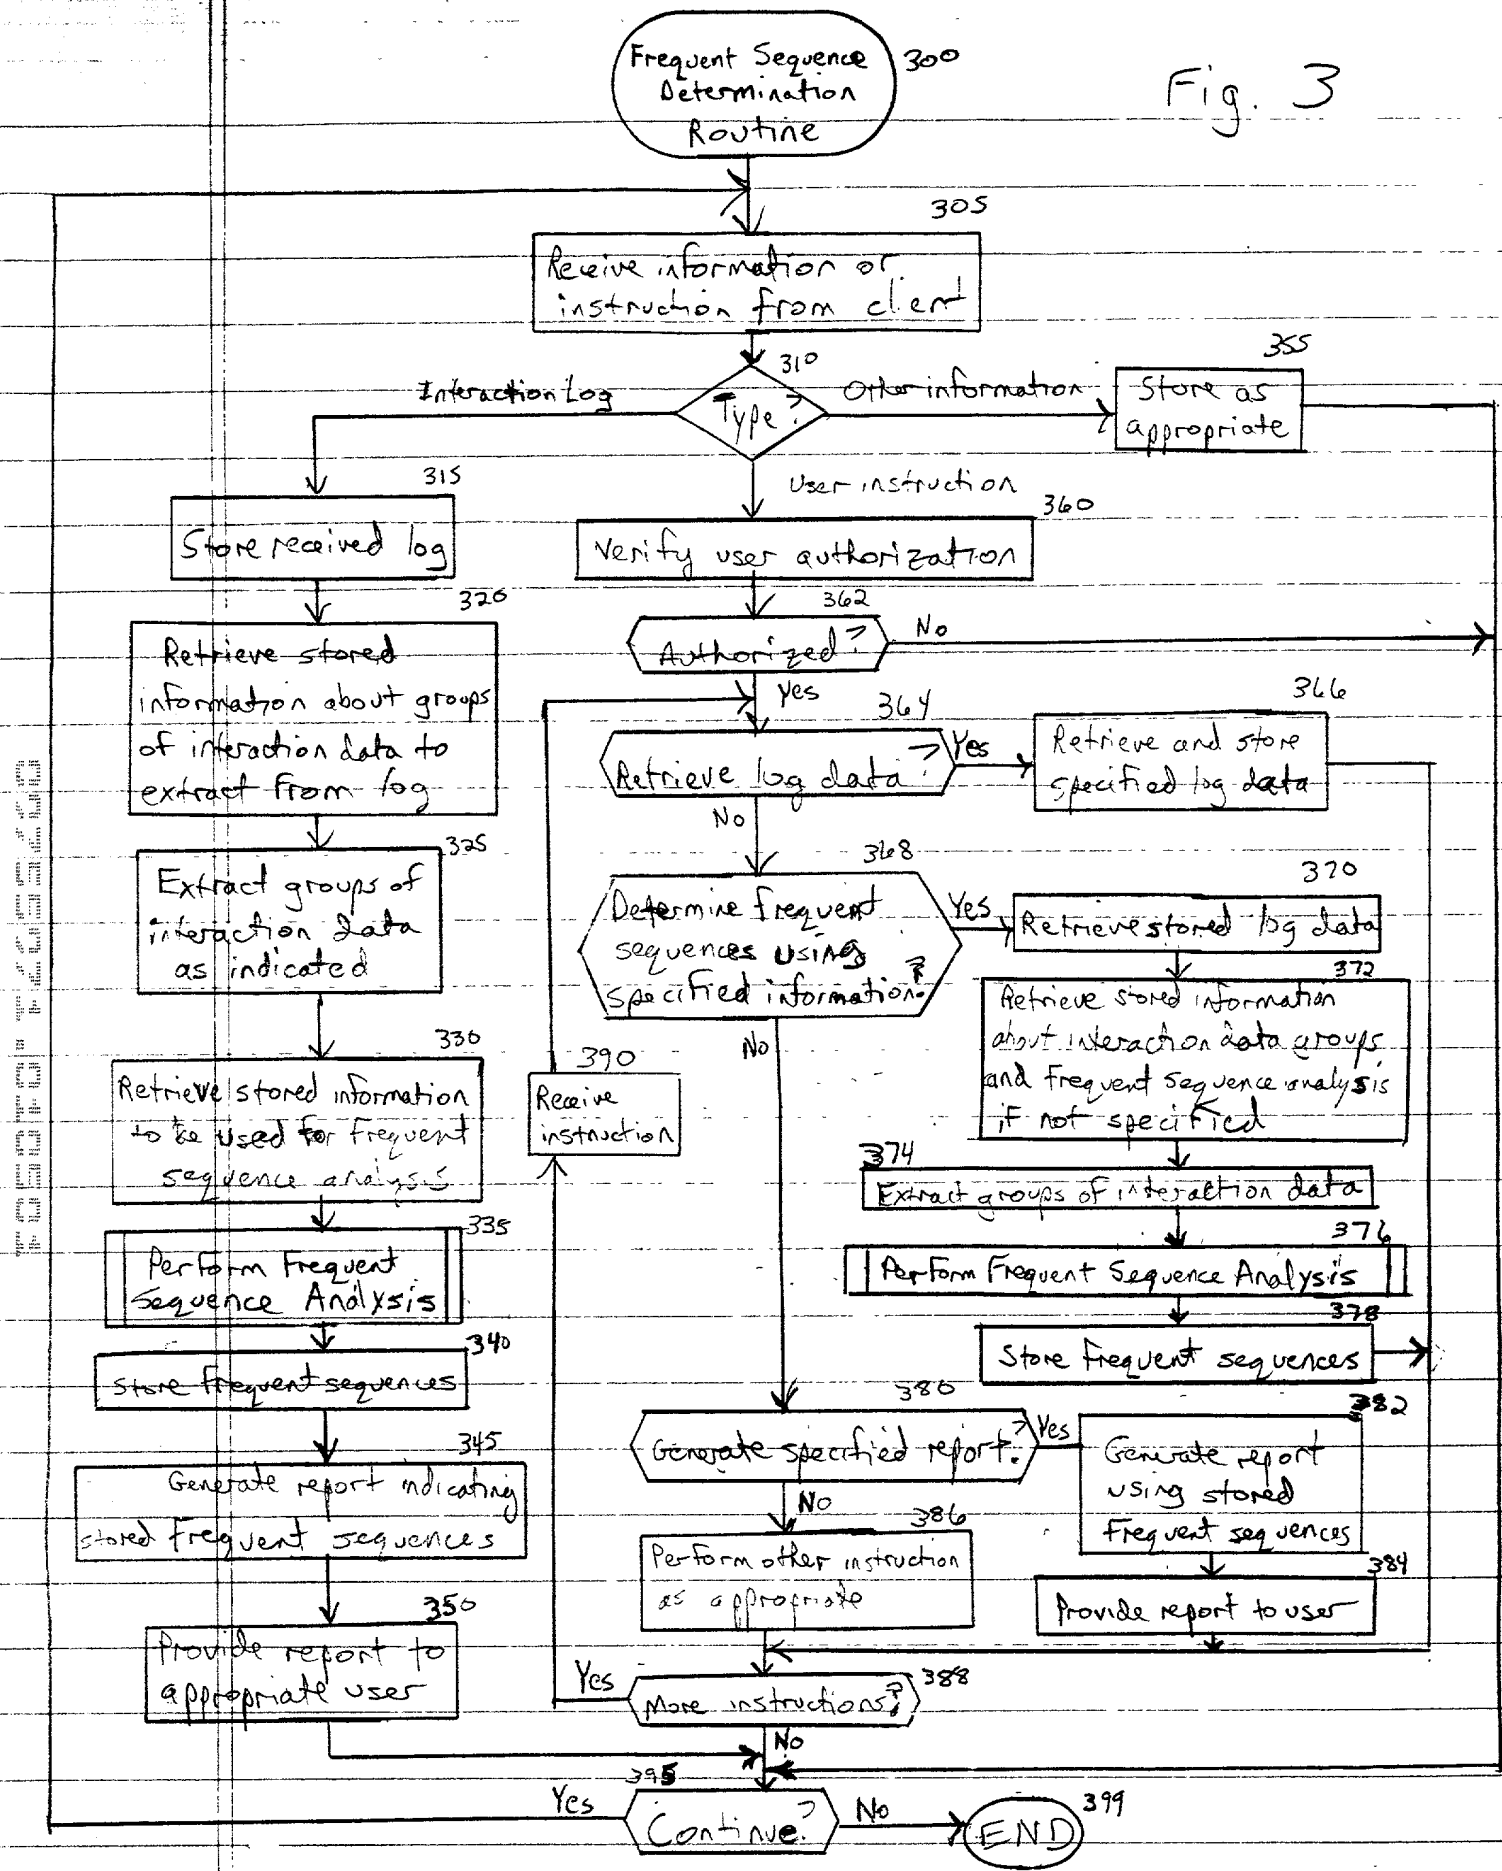 Frequent Sequence
Determination
Routine
300
Fig. 3
305
Receive information or
instruction from client
310
Type?
Interaction Log
Other information
355
Store as
appropriate
User instruction
315
Store received log
360
Verify user authorization
320
Retrieve stored
information about groups
of interaction data to
extract from log
362
Authorized?
No
Yes
364
Retrieve log data?
Yes
366
Retrieve and store
specified log data
No
325
Extract groups of
interaction data
as indicated
368
Determine frequent
sequences using
specified information?
Yes
370
Retrieve stored log data
372
Retrieve stored information
about interaction data groups
and frequent sequence analysis
if not specified
No
330
Retrieve stored information
to be used for frequent
sequence analysis
390
Receive
instruction
374
Extract groups of interaction data
335
Perform Frequent
Sequence Analysis
376
Perform Frequent Sequence Analysis
340
Store frequent sequences
378
Store frequent sequences
380
Generate specified report?
Yes
382
Generate report
using stored
frequent sequences
345
Generate report indicating
stored frequent sequences
No
386
Perform other instruction
as appropriate
384
Provide report to user
350
Provide report to
appropriate user
Yes
388
More instructions?
No
395
Yes
Continue?
No
399
END